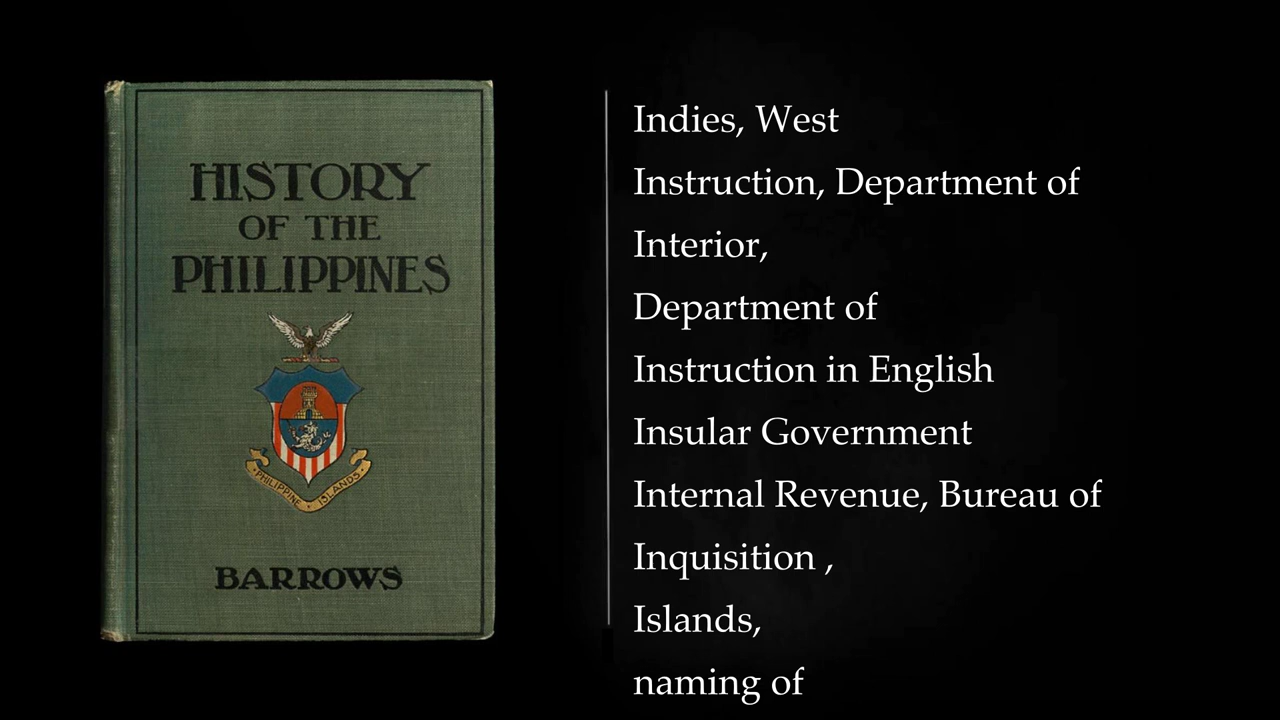 HISTORY
OF THE
PHILIPPINES
PHILIPPINE ISLANDS
BARROWS
Indies, West
Instruction, Department of
Interior,
Department of
Instruction in English
Insular Government
Internal Revenue, Bureau of
Inquisition ,
Islands,
naming of